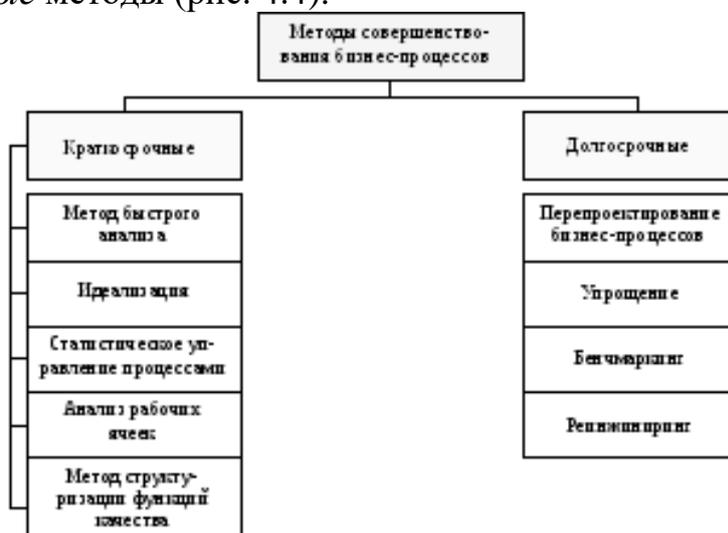 ые методы (рис. 4.4).
Методы совершенство-
вания бизнес-процессов
Краткосрочные
Долгосрочные
Метод быстрого
анализа
Идеализация
Статистическое уп-
равление процессами
Анализ рабочих
ячеек
Метод структу-
ризации функций
качества
Перепроектирование
бизнес-процессов
Упрощение
Бенчмаркинг
Реинжиниринг